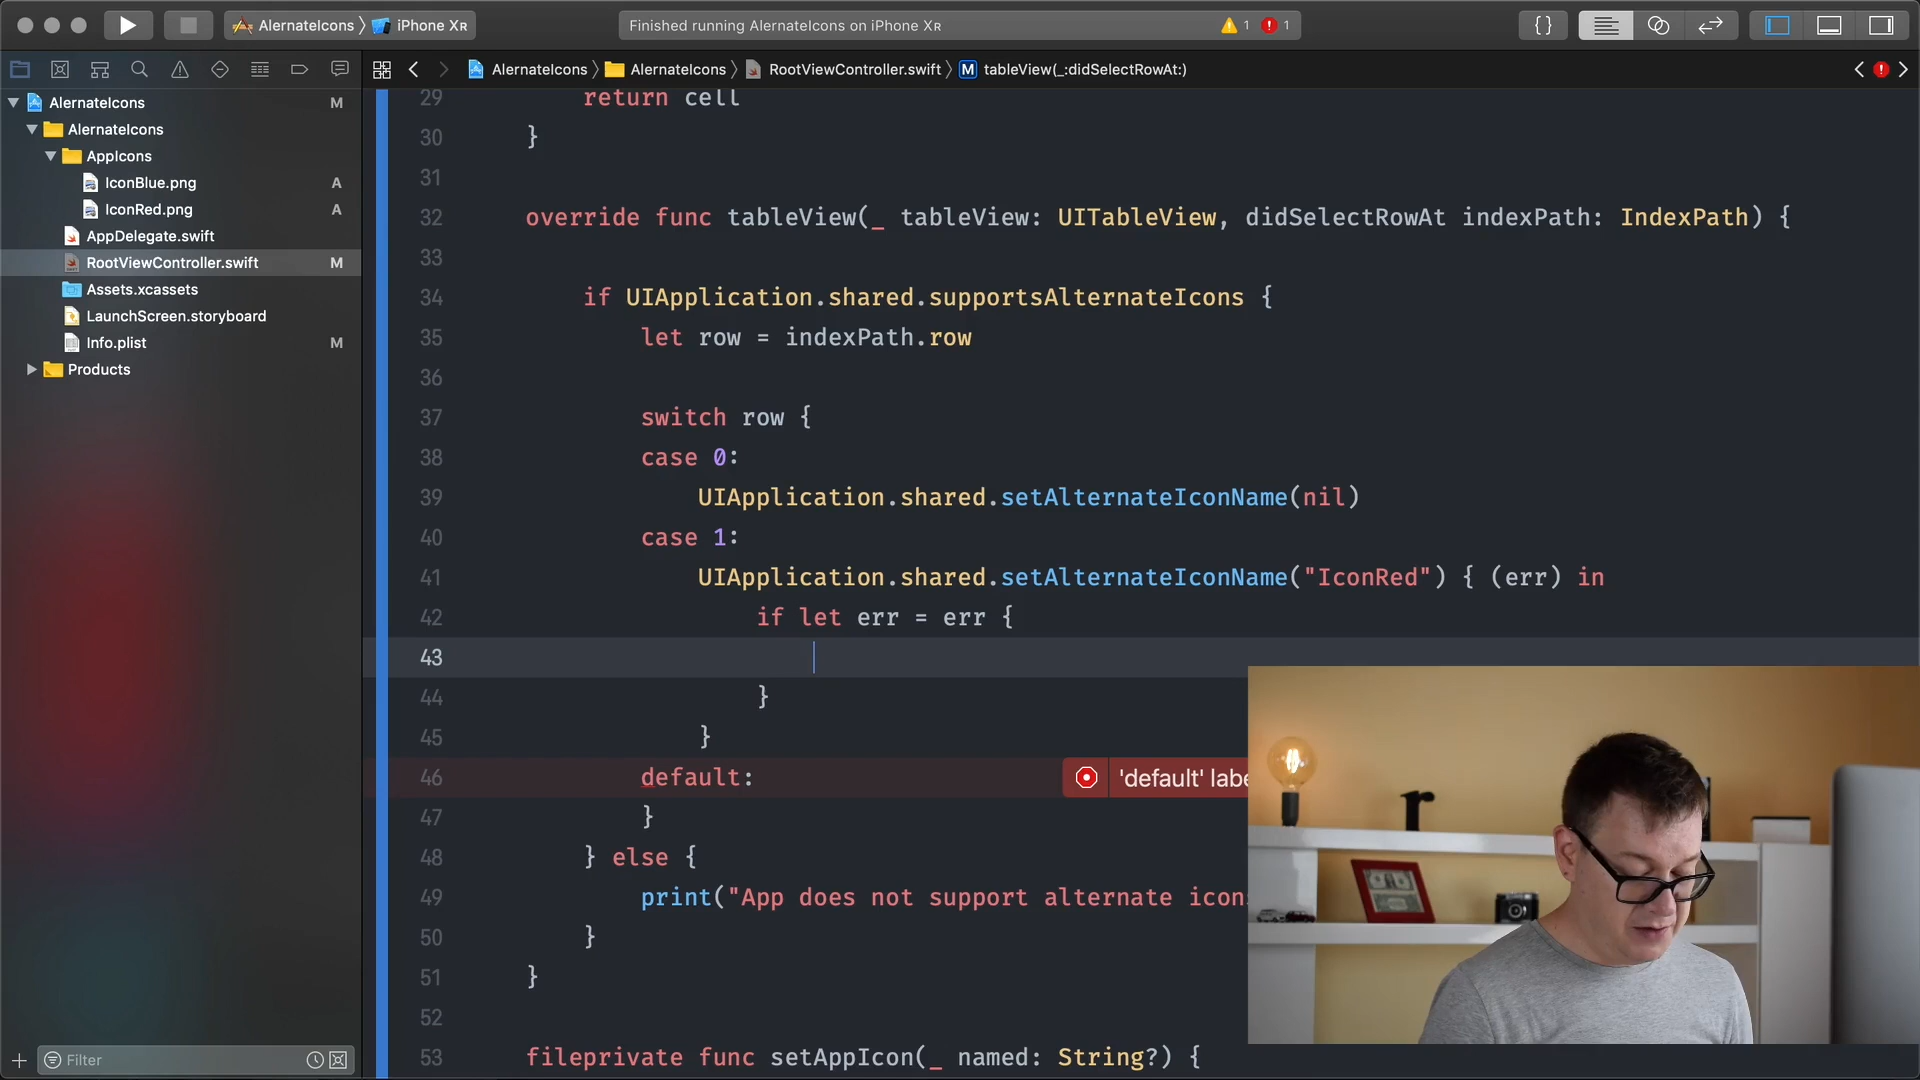 AlernateIcons
iPhone XR
Finished running AlernateIcons on iPhone XR
1
1
{}
AlernateIcons
AlernateIcons
RootViewController.swift
M
tableView(_:didSelectRowAt:)
AlernateIcons M
AlernateIcons
AppIcons
IconBlue.png A
IconRed.png A
AppDelegate.swift
RootViewController.swift M
Assets.xcassets
LaunchScreen.storyboard
Info.plist M
Products
Filter
29 return cell
30 }
31
32 override func tableView(_ tableView: UITableView, didSelectRowAt indexPath: IndexPath) {
33
34 if UIApplication.shared.supportsAlternateIcons {
35 let row = indexPath.row
36
37 switch row {
38 case 0:
39 UIApplication.shared.setAlternateIconName(nil)
40 case 1:
41 UIApplication.shared.setAlternateIconName("IconRed") { (err) in
42 if let err = err {
43
44 }
45 }
46 default: 'default'
47 }
48 } else {
49 print("App does not support alternate
50 }
51 }
52
53 fileprivate func setAppIcon(_ named: String?) {